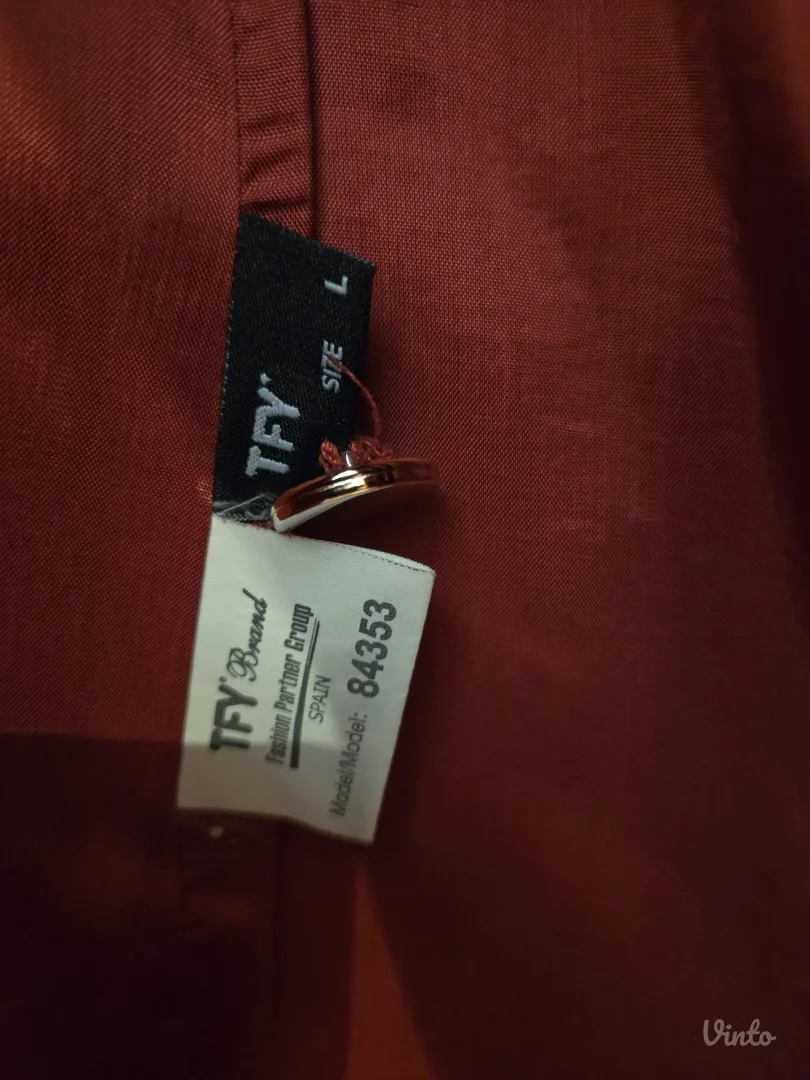 TFY
SIZE L
TFY Brand
Fashion Partner Group
SPAIN
Model/Model: 84353
Vinto